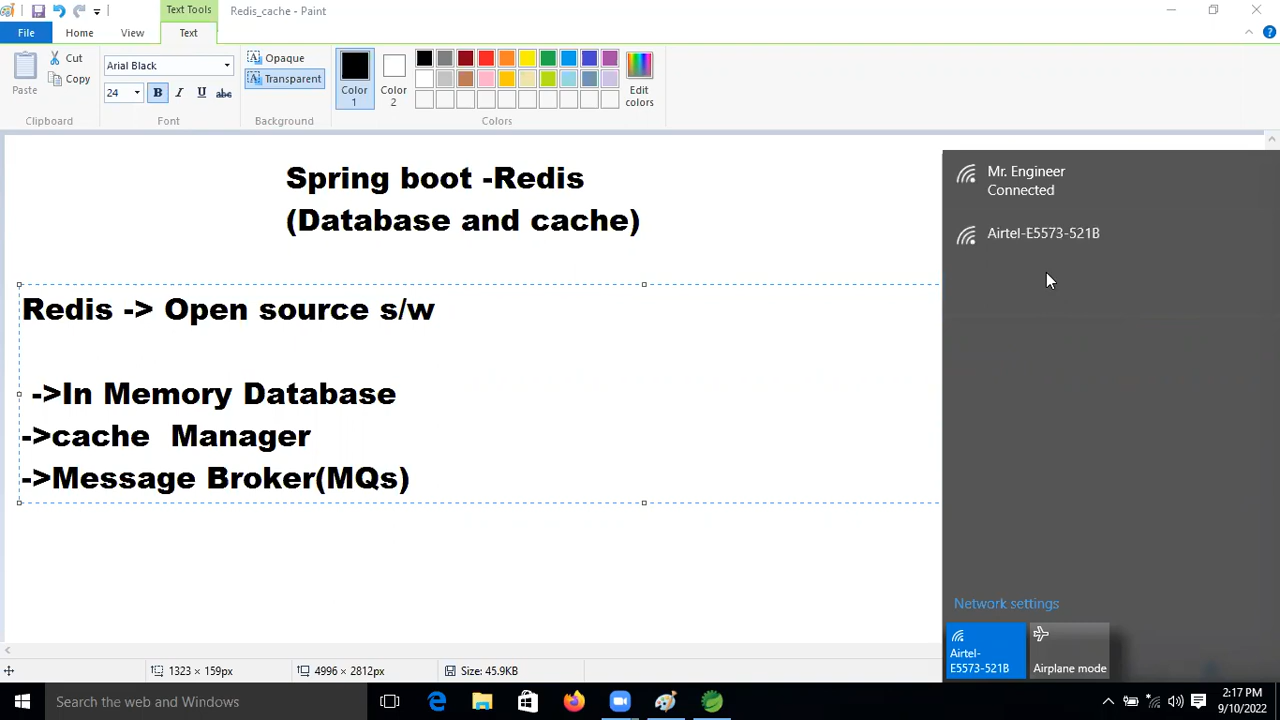 Text Tools
Redis_cache - Paint
File
Home
View
Text
Paste
Cut
Copy
Clipboard
Arial Black
24
B
I
U
abc
Font
Opaque
Transparent
Background
Color
1
Color
2
Edit
colors
Colors
Spring boot -Redis
(Database and cache)
Redis -> Open source s/w
->In Memory Database
->cache Manager
->Message Broker(MQs)
Mr. Engineer
Connected
Airtel-E5573-521B
Network settings
Airtel-
E5573-521B
Airplane mode
1323 × 159px
4996 × 2812px
Size: 45.9KB
Search the web and Windows
2:17 PM
9/10/2022